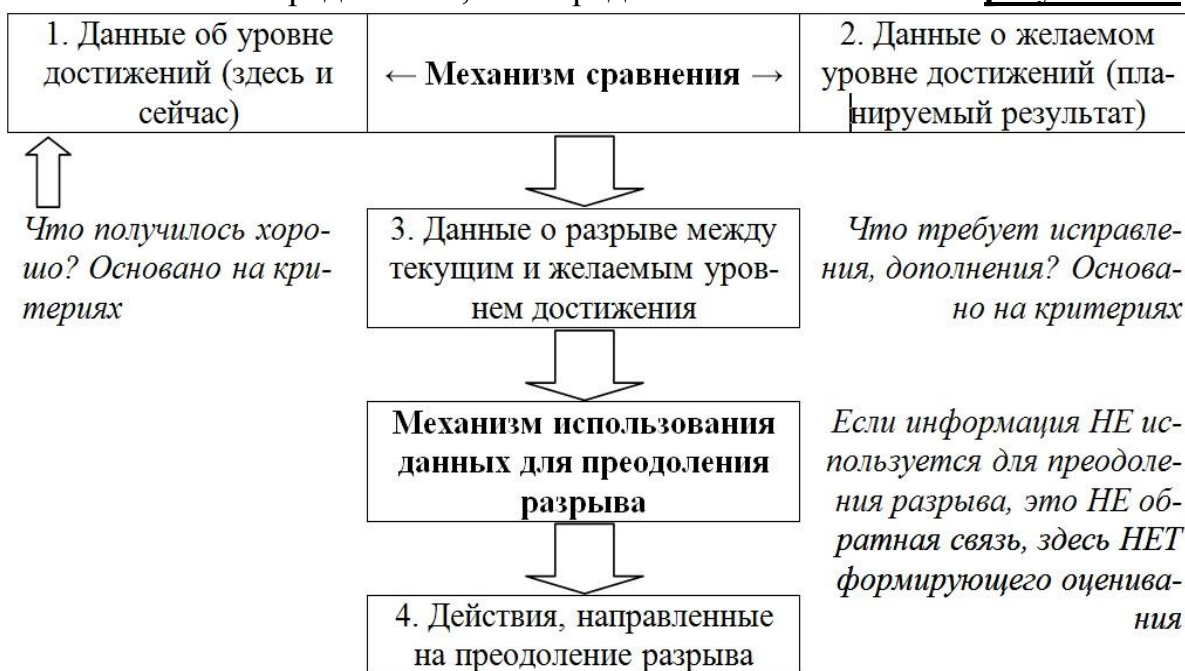 1. Данные об уровне
достижений (здесь и
сейчас)
← Механизм сравнения →
2. Данные о желаемом
уровне достижений (пла-
нируемый результат)
Что получилось хоро-
шо? Основано на кри-
териях
3. Данные о разрыве между
текущим и желаемым уров-
нем достижения
Что требует исправле-
ния, дополнения? Основа-
но на критериях
Механизм использования
данных для преодоления
разрыва
Если информация НЕ ис-
пользуется для преодоле-
ния разрыва, это НЕ об-
ратная связь, здесь НЕТ
формирующего оценива-
ния
4. Действия, направленные
на преодоление разрыва